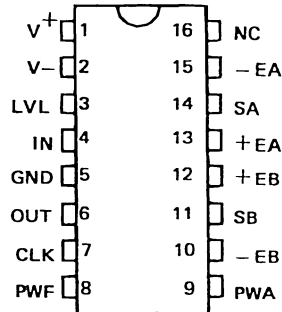 V+ 1 16 NC
V− 2 15 −EA
LVL 3 14 SA
IN 4 13 +EA
GND 5 12 +EB
OUT 6 11 SB
CLK 7 10 −EB
PWF 8 9 PWA